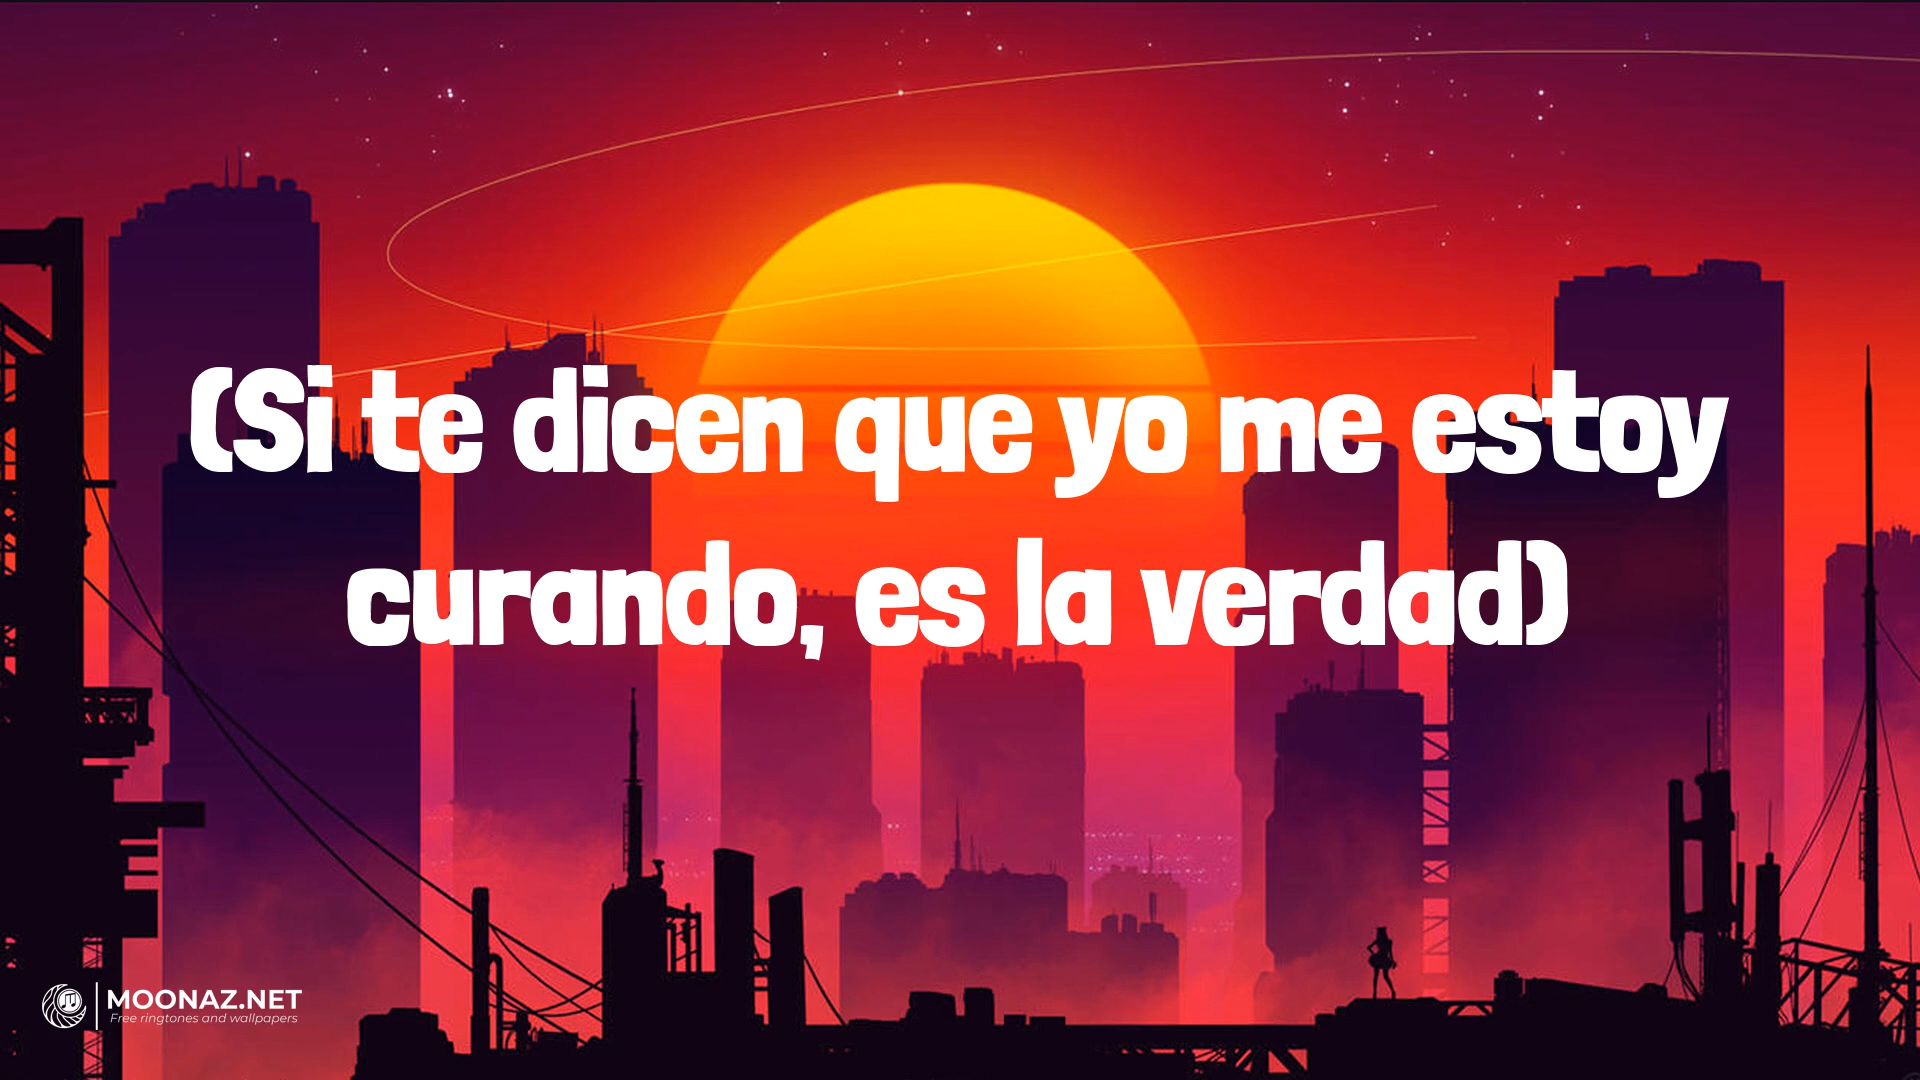 (Si te dicen que yo me estoy
curando, es la verdad)
MOONAZ.NET
Free ringtones and wallpapers